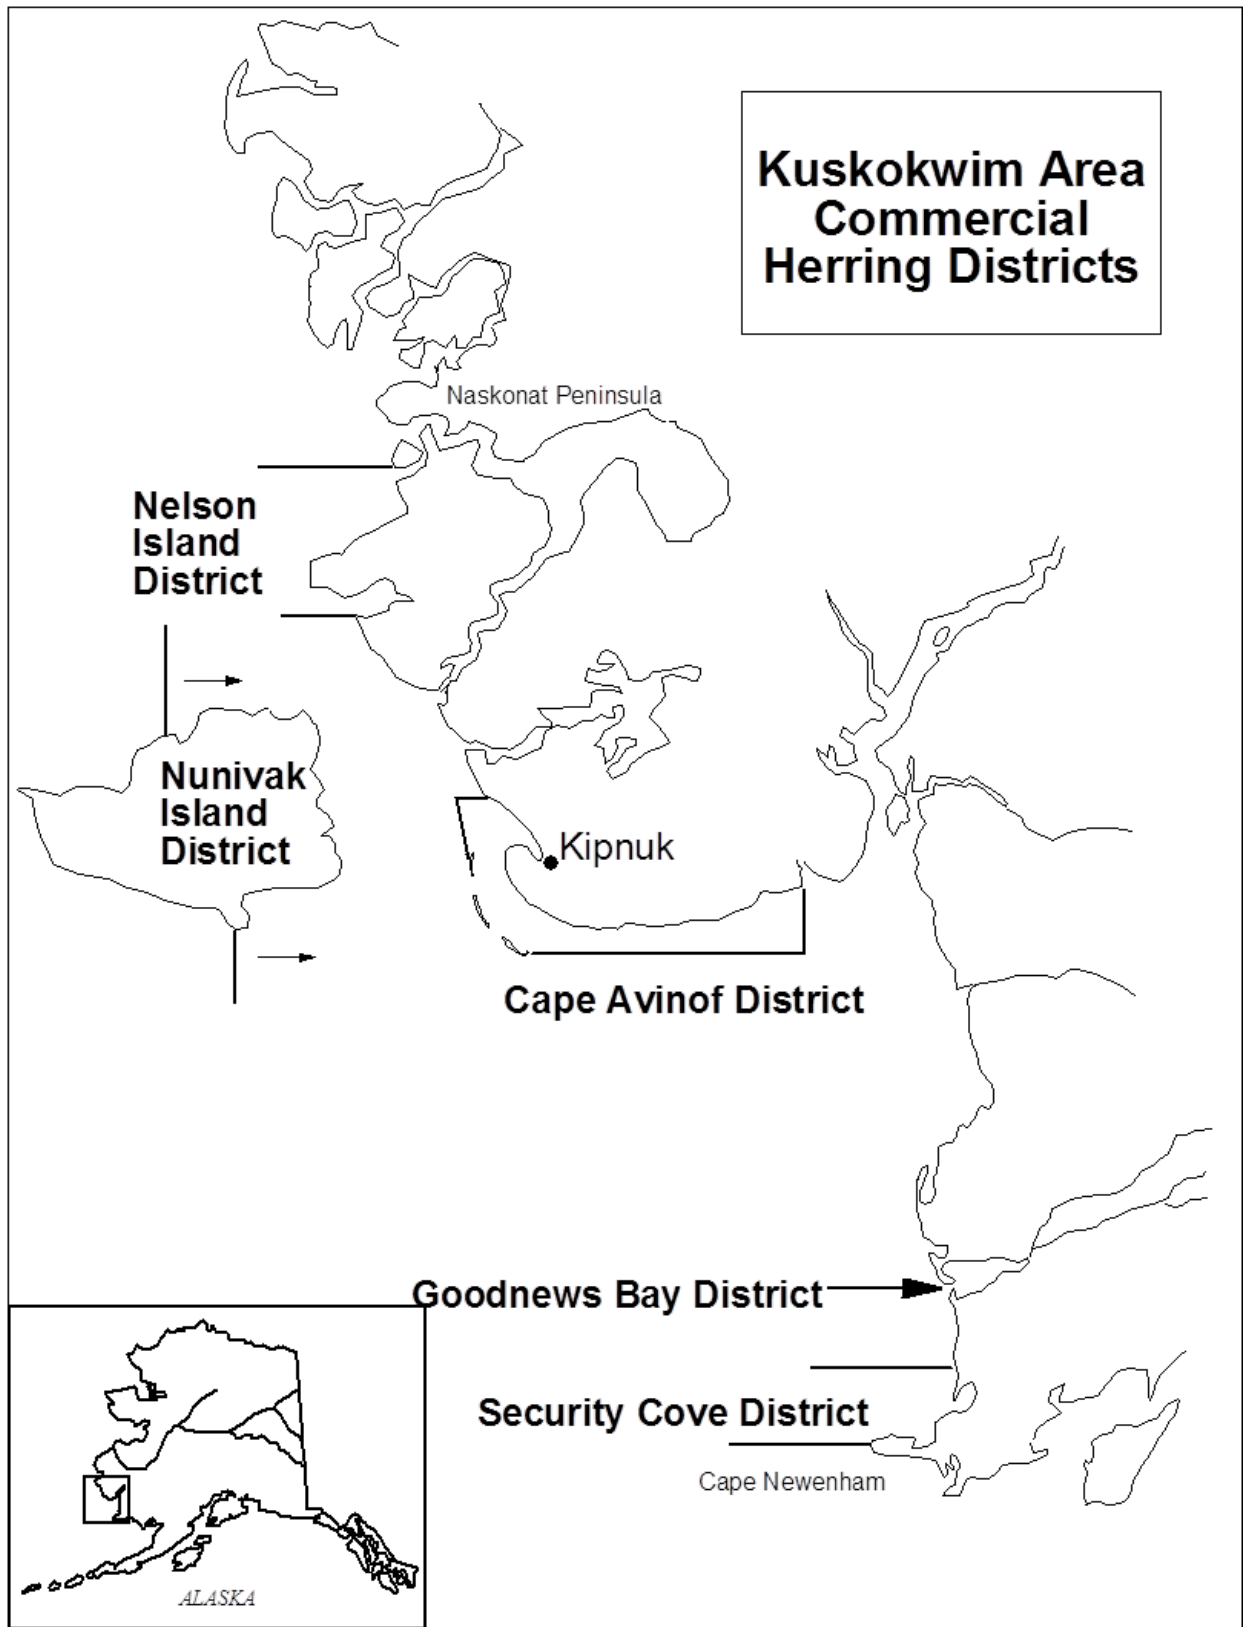 Kuskokwim Area
Commercial
Herring Districts
Naskonat Peninsula
Nelson
Island
District
Nunivak
Island
District
Kipnuk
Cape Avinof District
Goodnews Bay District
Security Cove District
Cape Newenham
ALASKA